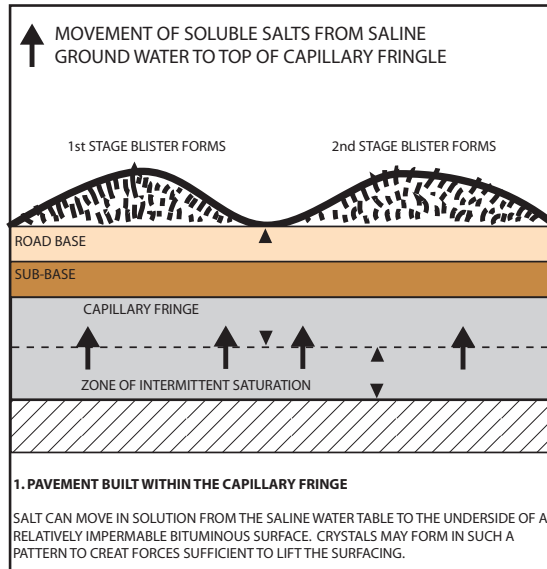 MOVEMENT OF SOLUBLE SALTS FROM SALINE
GROUND WATER TO TOP OF CAPILLARY FRINGLE
1st STAGE BLISTER FORMS
2nd STAGE BLISTER FORMS
ROAD BASE
SUB-BASE
CAPILLARY FRINGE
ZONE OF INTERMITTENT SATURATION
1. PAVEMENT BUILT WITHIN THE CAPILLARY FRINGE
SALT CAN MOVE IN SOLUTION FROM THE SALINE WATER TABLE TO THE UNDERSIDE OF A
RELATIVELY IMPERMABLE BITUMINOUS SURFACE. CRYSTALS MAY FORM IN SUCH A
PATTERN TO CREAT FORCES SUFFICIENT TO LIFT THE SURFACING.